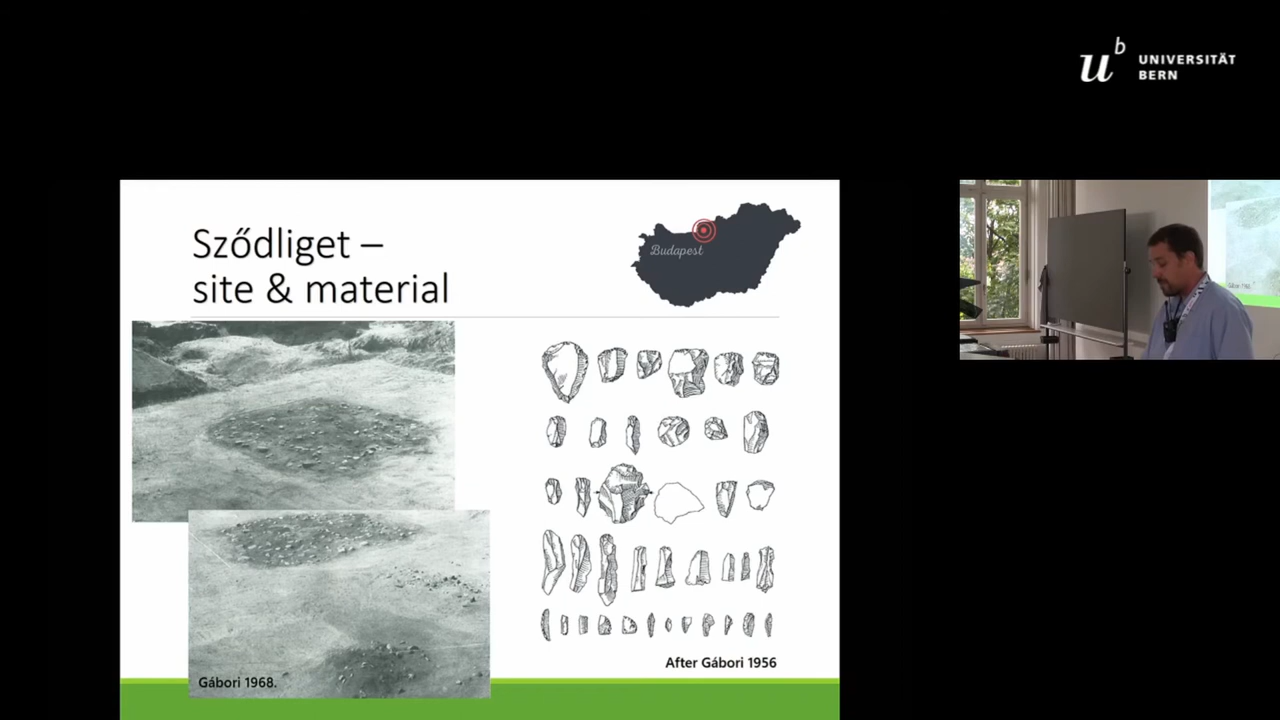 u^b
UNIVERSITÄT
BERN
Sződliget –
site & material
Budapest
Gábori 1968.
After Gábori 1956